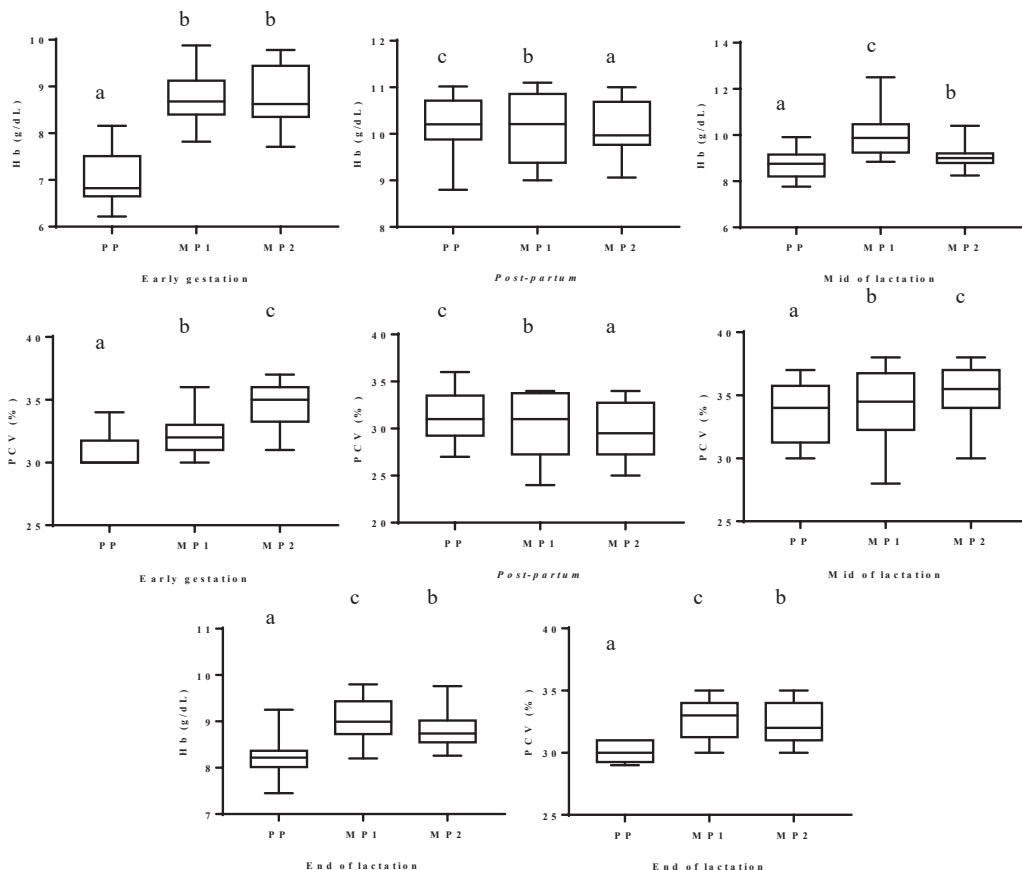 b b
a
10
9
8
7
6
Hb (g/dL)
PP MP1 MP2
Early gestation
c b a
12
11
10
9
8
Hb (g/dL)
PP MP1 MP2
Post-partum
a c b
14
12
10
8
6
Hb (g/dL)
PP MP1 MP2
Mid of lactation
a b c
40
35
30
25
PCV (%)
PP MP1 MP2
Early gestation
c b a
40
35
30
25
20
PCV (%)
PP MP1 MP2
Post-partum
a b c
40
35
30
25
PCV (%)
PP MP1 MP2
Mid of lactation
a c b
11
10
9
8
7
Hb (g/dL)
PP MP1 MP2
End of lactation
a c b
40
35
30
25
PCV (%)
PP MP1 MP2
End of lactation